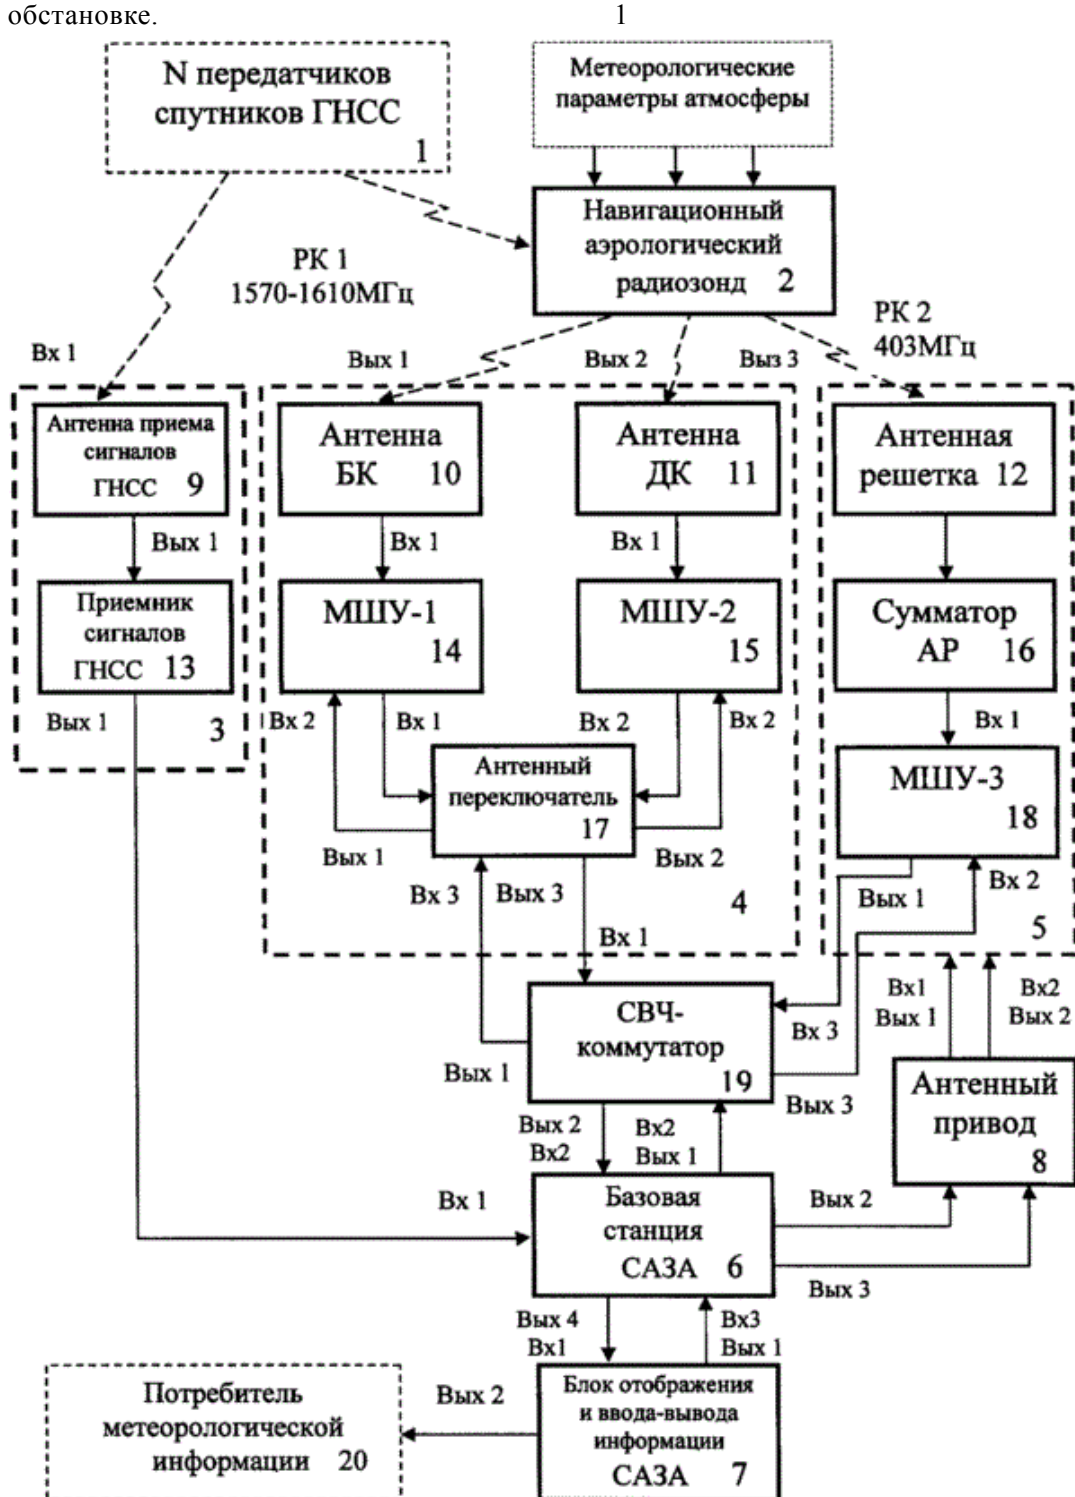 обстановке.
1
N передатчиков
спутников ГНСС
1
Метеорологические
параметры атмосферы
Навигационный
аэрологический
радиозонд 2
РК 1
1570-1610МГц
РК 2
403МГц
Вх 1
Вых 1
Вых 2
Выз 3
Антенна приема
сигналов
ГНСС 9
Антенна
БК 10
Антенна
ДК 11
Антенная
решетка 12
Вых 1
Вх 1
Вх 1
Приемник
сигналов
ГНСС 13
МШУ-1
14
МШУ-2
15
Сумматор
АР 16
Вых 1
3
Вх 2
Вх 1
Вх 2
Вх 2
Вх 1
Антенный
переключатель
17
МШУ-3
18
Вых 1
Вых 2
Вх 3
Вых 3
4
Вых 1
Вх 2
5
Вх 1
СВЧ-
коммутатор
19
Вых 1
Вх 3
Вых 3
Вх1
Вых 1
Вх2
Вых 2
Антенный
привод
8
Вых 2
Вх2
Вх2
Вых 1
Вх 1
Базовая
станция
САЗА 6
Вых 2
Вых 3
Вых 4
Вх1
Вх3
Вых 1
Потребитель
метеорологической
информации 20
Вых 2
Блок отображения
и ввода-вывода
информации
САЗА 7